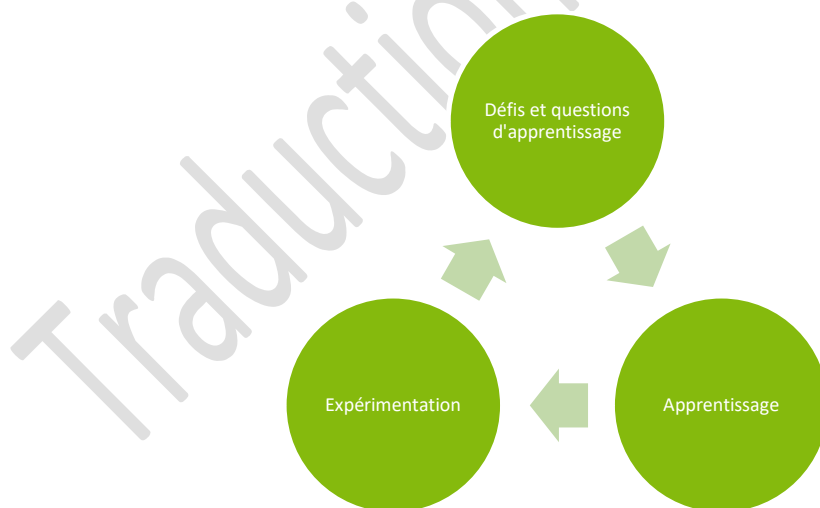 Défis et questions
d'apprentissage
Expérimentation
Apprentissage
Traduction